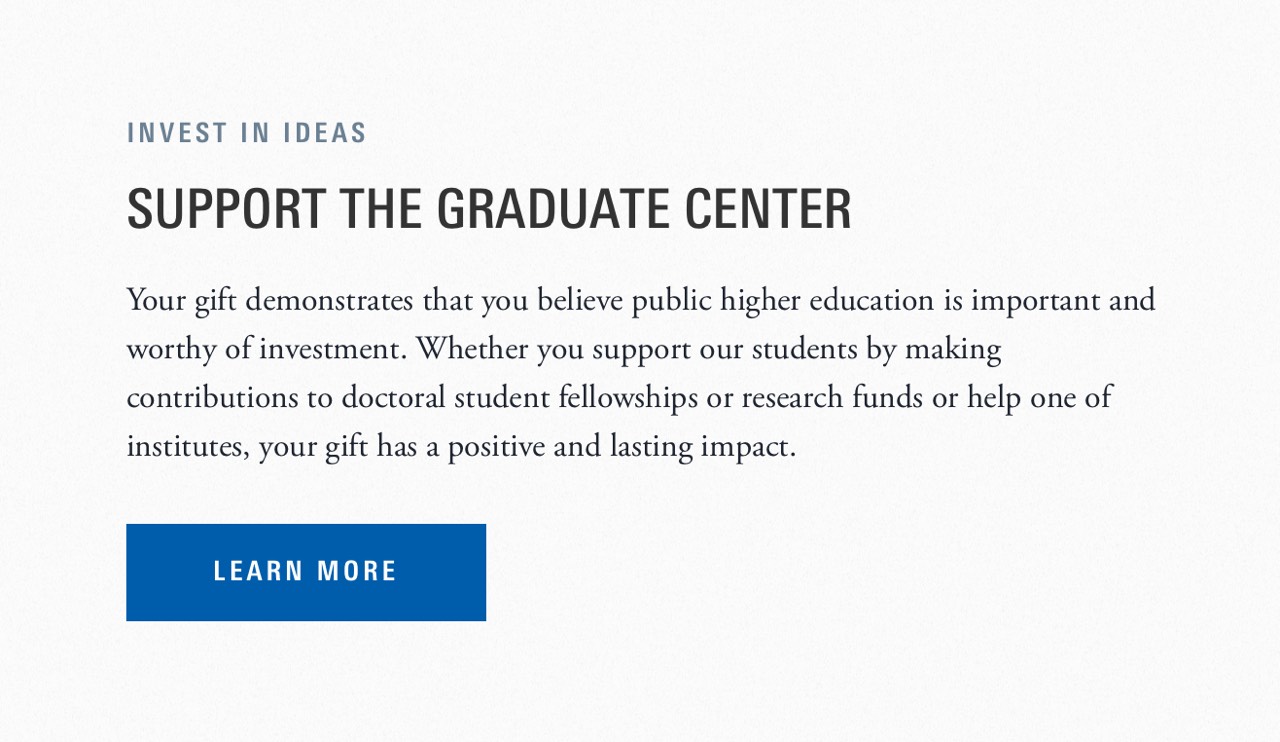 INVEST IN IDEAS
SUPPORT THE GRADUATE CENTER
Your gift demonstrates that you believe public higher education is important and
worthy of investment. Whether you support our students by making
contributions to doctoral student fellowships or research funds or help one of
institutes, your gift has a positive and lasting impact.
LEARN MORE